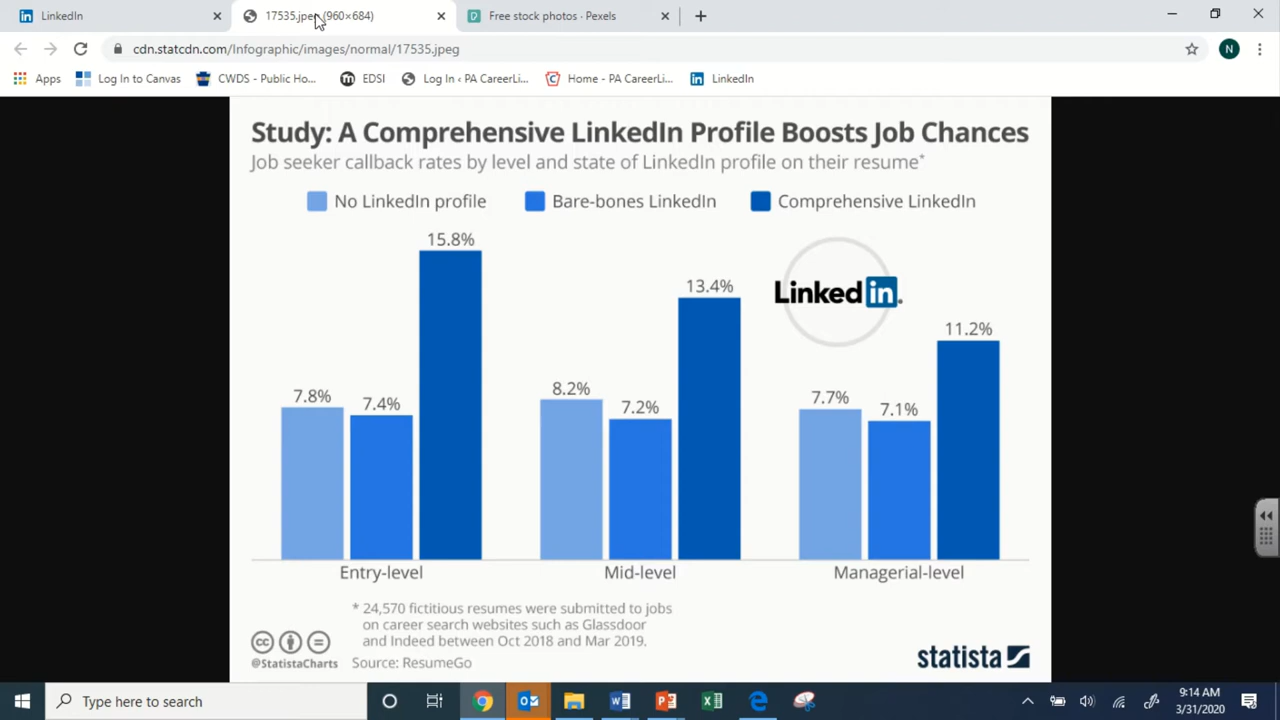 LinkedIn
17535.jpeg (960×684)
Free stock photos · Pexels
cdn.statcdn.com/Infographic/images/normal/17535.jpeg
N
Apps
Log In to Canvas
CWDS - Public Ho...
EDSI
Log In ‹ PA CareerLi...
Home - PA CareerLi...
LinkedIn
Study: A Comprehensive LinkedIn Profile Boosts Job Chances
Job seeker callback rates by level and state of LinkedIn profile on their resume*
No LinkedIn profile
Bare-bones LinkedIn
Comprehensive LinkedIn
15.8%
13.4%
LinkedIn
11.2%
7.8%
7.4%
8.2%
7.2%
7.7%
7.1%
Entry-level
Mid-level
Managerial-level
* 24,570 fictitious resumes were submitted to jobs
on career search websites such as Glassdoor
and Indeed between Oct 2018 and Mar 2019.
@StatistaCharts
Source: ResumeGo
statista
Type here to search
9:14 AM
3/31/2020